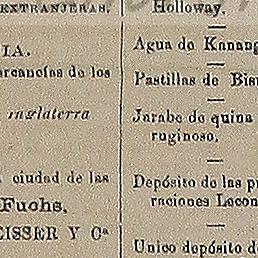 EXTRANJERAS.
IA.
rcancías de los
inglaterra
ciudad de las
Fuchs.
EISSER Y Cª
Holloway.
Agua de Kanang
Pastillas de Bis
Jarabe de quina
ruginoso.
Depósito de las p
raciones Lecon
Unico depósito d